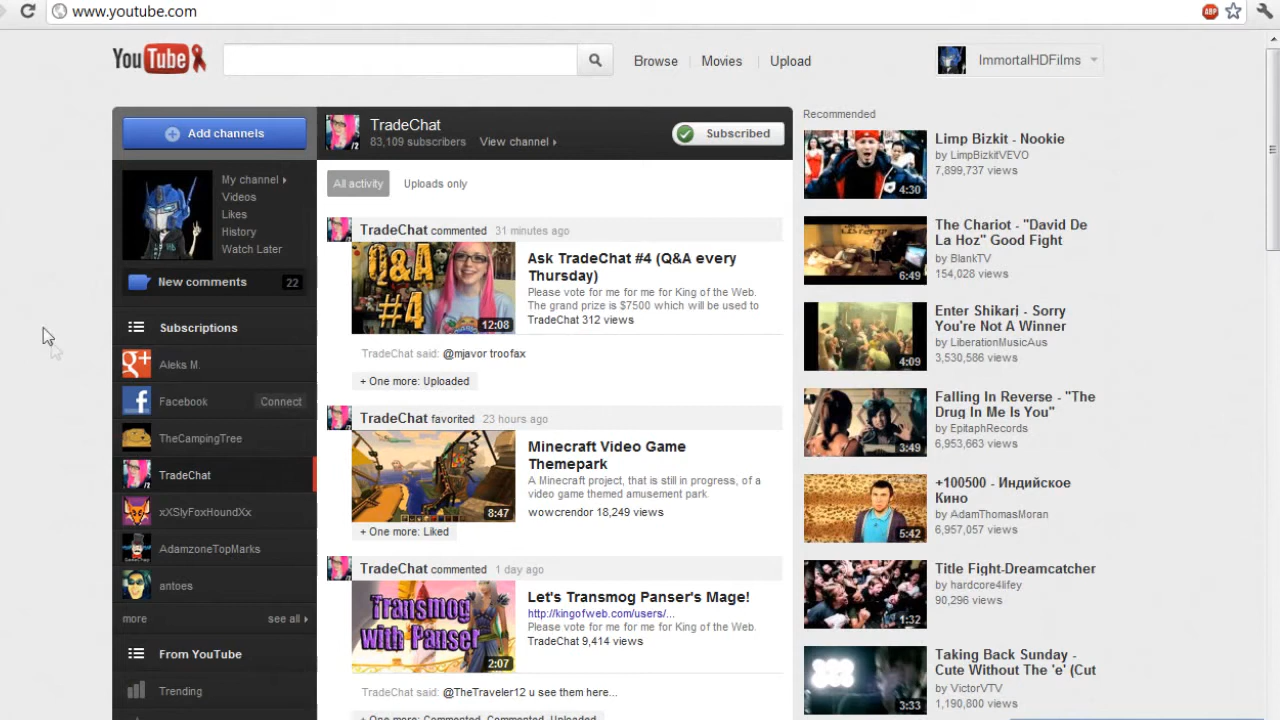 www.youtube.com
ABP
YouTube
Browse
Movies
Upload
ImmortalHDFilms
Add channels
My channel
Videos
Likes
History
Watch Later
New comments
22
Subscriptions
Aleks M.
Facebook
Connect
TheCampingTree
TradeChat
xXSlyFoxHoundXx
AdamzoneTopMarks
antoes
more
see all
From YouTube
Trending
TradeChat
83,109 subscribers
View channel
Subscribed
All activity
Uploads only
TradeChat commented 31 minutes ago
Q&A
#4
12:08
Ask TradeChat #4 (Q&A every
Thursday)
Please vote for me for me for King of the Web.
The grand prize is $7500 which will be used to
TradeChat 312 views
TradeChat said: @mjavor troofax
+ One more: Uploaded
TradeChat favorited 23 hours ago
8:47
Minecraft Video Game
Themepark
A Minecraft project, that is still in progress, of a
video game themed amusement park
wowcrendor 18,249 views
+ One more: Liked
TradeChat commented 1 day ago
Transmog
with Panser
2:07
Let's Transmog Panser's Mage!
http://kingofweb.com/users/...
Please vote for me for me for King of the Web.
TradeChat 9,414 views
TradeChat said: @TheTraveler12 u see them here...
+ One more: Commented, Commented, Uploaded
Recommended
4:30
Limp Bizkit - Nookie
by LimpBizkitVEVO
7,899,737 views
6:49
The Chariot - "David De
La Hoz" Good Fight
by BlankTV
154,028 views
4:09
Enter Shikari - Sorry
You're Not A Winner
by LiberationMusicAus
3,530,586 views
3:49
Falling In Reverse - "The
Drug In Me Is You"
by EpitaphRecords
6,953,663 views
5:42
+100500 - Индийское
Кино
by AdamThomasMoran
6,957,057 views
1:32
Title Fight-Dreamcatcher
by hardcore4lifey
90,296 views
3:33
Taking Back Sunday -
Cute Without The 'e' (Cut
by VictorVTV
1,190,800 views